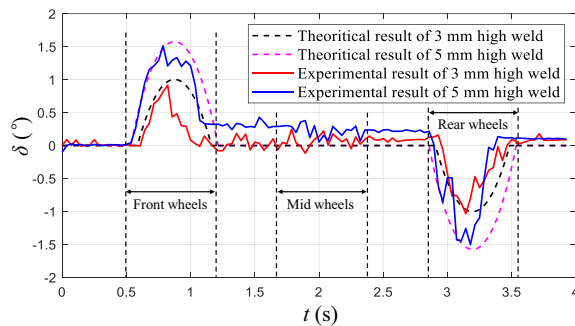 2
1.5
1
0.5
0
-0.5
-1
-1.5
-2
δ (°)
Theoritical result of 3 mm high weld
Theoritical result of 5 mm high weld
Experimental result of 3 mm high weld
Experimental result of 5 mm high weld
Rear wheels
Front wheels
Mid wheels
0 0.5 1 1.5 2 2.5 3 3.5 4
t (s)